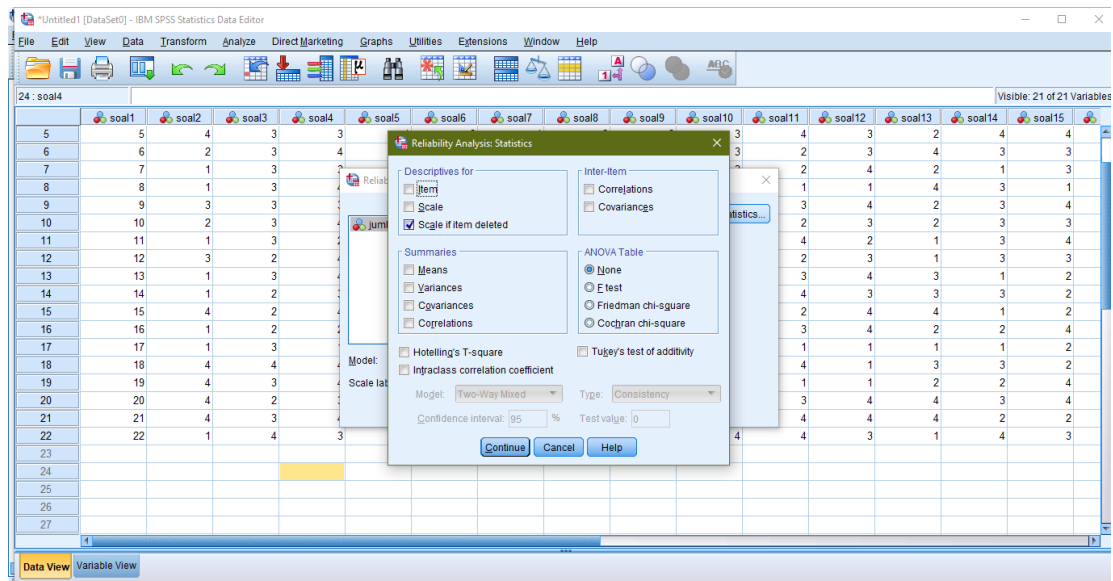 *Untitled1 [DataSet0] - IBM SPSS Statistics Data Editor
File Edit View Data Transform Analyze Direct Marketing Graphs Utilities Extensions Window Help
24 : soal4
Visible: 21 of 21 Variables
soal1 soal2 soal3 soal4 soal5 soal6 soal7 soal8 soal9 soal10 soal11 soal12 soal13 soal14 soal15
5 5 4 3 3 4 3 2 4 4
6 6 2 3 4 3 2 3 4 3 3
7 7 1 3 2 4 2 1 3
8 8 1 3 1 1 4 3 1
9 9 3 3 3 4 2 3 4
10 10 2 3 2 3 2 3 3
11 11 1 3 4 2 1 3 4
12 12 3 2 2 3 1 3 3
13 13 1 3 3 4 3 1 2
14 14 1 2 4 3 3 3 2
15 15 4 2 2 4 4 1 2
16 16 1 2 3 4 2 2 4
17 17 1 3 1 1 1 1 2
18 18 4 4 4 1 3 3 2
19 19 4 3 1 1 2 2 4
20 20 4 2 3 4 4 3 4
21 21 4 3 4 4 4 2 2
22 22 1 4 3 4 4 3 1 4 3
23
24
25
26
27
Reliab
juml
Model:
Scale lab
tistics...
Reliability Analysis: Statistics
Descriptives for
Item
Scale
Scale if item deleted
Inter-Item
Correlations
Covariances
Summaries
Means
Variances
Covariances
Correlations
ANOVA Table
None
F test
Friedman chi-square
Cochran chi-square
Hotelling's T-square
Tukey's test of additivity
Intraclass correlation coefficient
Model: Two-Way Mixed Type: Consistency
Confidence interval: 95 % Test value: 0
Continue Cancel Help
Data View Variable View